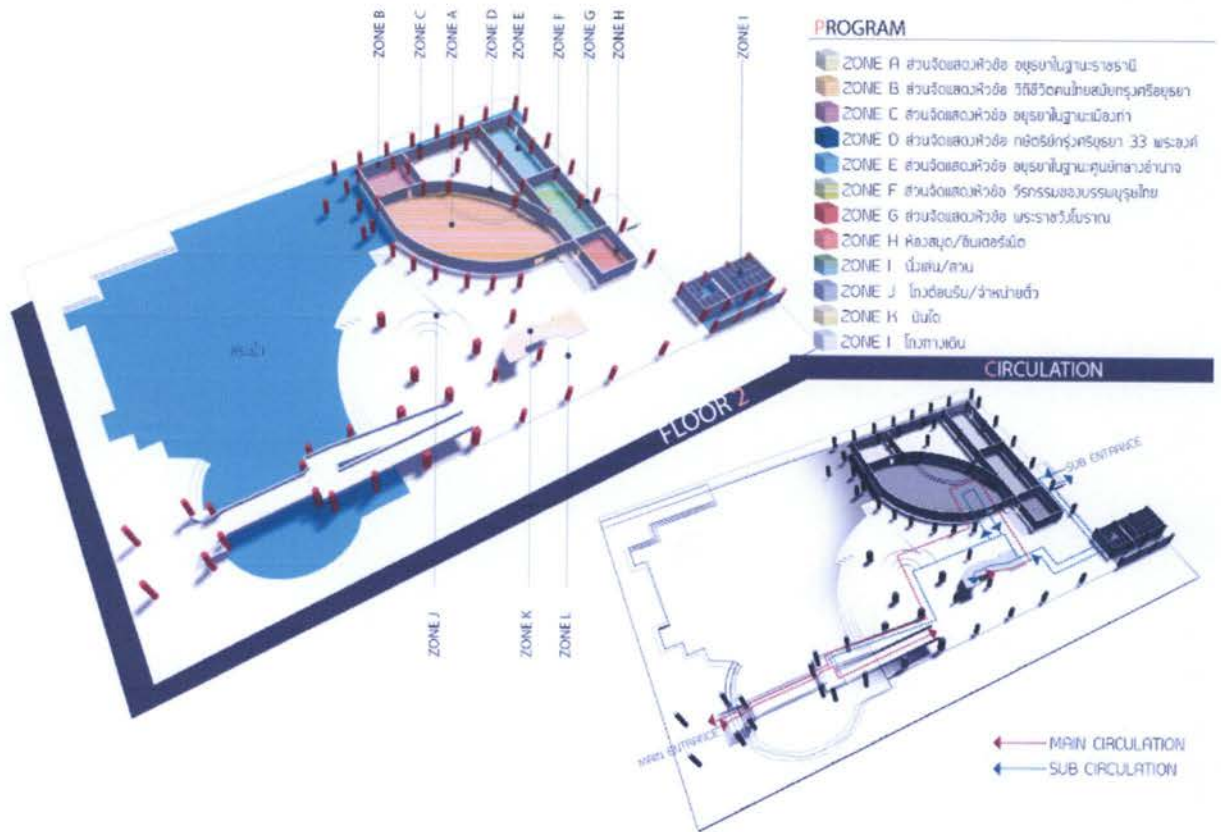 ZONE B
ZONE C
ZONE A
ZONE D
ZONE E
ZONE F
ZONE G
ZONE H
ZONE I
PROGRAM
ZONE A ส่วนจัดแสดงหัวข้อ อยุธยาในฐานะราชธานี
ZONE B ส่วนจัดแสดงหัวข้อ วิถีชีวิตคนไทยสมัยกรุงศรีอยุธยา
ZONE C ส่วนจัดแสดงหัวข้อ อยุธยาในฐานะเมืองท่า
ZONE D ส่วนจัดแสดงหัวข้อ กษัตริย์กรุงศรีอยุธยา 33 พระองค์
ZONE E ส่วนจัดแสดงหัวข้อ อยุธยาในฐานะศูนย์กลางอำนาจ
ZONE F ส่วนจัดแสดงหัวข้อ วีรกรรมของบรรพบุรุษไทย
ZONE G ส่วนจัดแสดงหัวข้อ พระราชวังโบราณ
ZONE H ห้องสมุด/อินเตอร์เน็ต
ZONE I นั่งเล่น/สวน
ZONE J โถงต้อนรับ/จำหน่ายตั๋ว
ZONE K บันได
ZONE l โถงทางเดิน
สระน้ำ
FLOOR 2
CIRCULATION
ZONE J
ZONE K
ZONE L
SUB ENTRANCE
MAIN ENTRANCE
MAIN CIRCULATION
SUB CIRCULATION